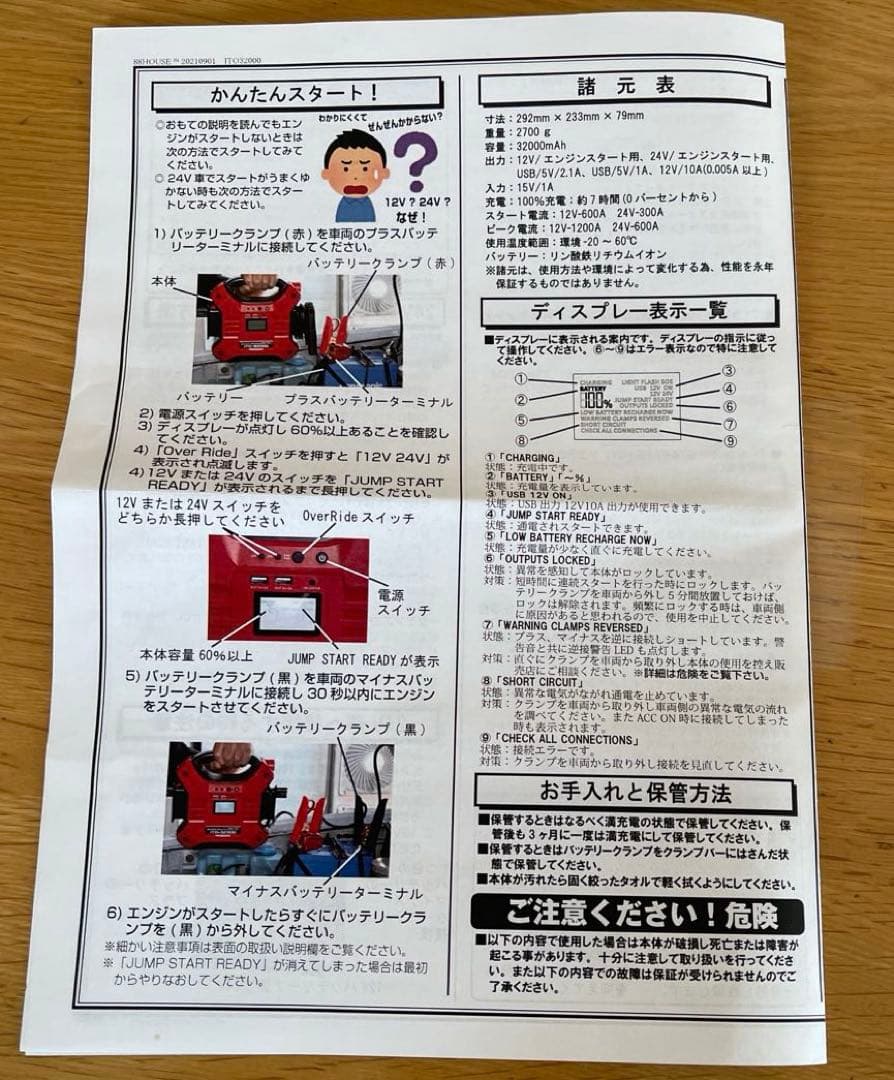 88HOUSE™ 20210901 ITO32000
かんたんスタート！
◎おもての説明を読んでもエン
ジンがスタートしないときは
次の方法でスタートしてみて
ください。
◎24V車でスタートがうまくゆ
かない時も次の方法でスター
トしてみてください。
わかりにくくて
ぜんぜんかからない？
？
12V？24V？
なぜ！
1）バッテリークランプ（赤）を車両のプラスバッテ
リーターミナルに接続してください。
バッテリークランプ（赤）
本体
バッテリー　プラスバッテリーターミナル
2）電源スイッチを押してください。
3）ディスプレーが点灯し60％以上あることを確認し
てください。
4）「Over Ride」スイッチを押すと「12V 24V」が
表示され点滅します。
4）12VまたはΩ24Vのスイッチを「JUMP START
READY」が表示されるまで長押してください。
12Vまたは24Vスイッチを
どちらか長押してください
OverRideスイッチ
電源
スイッチ
本体容量60％以上
JUMP START READYが表示
5）バッテリークランプ（黒）を車両のマイナスバッ
テリーターミナルに接続し30秒以内にエンジン
をスタートさせてください。
バッテリークランプ（黒）
マイナスバッテリーターミナル
6）エンジンがスタートしたらすぐにバッテリークラ
ンプを（黒）から外してください。
※細かい注意事項は表面の取扱い説明欄をご覧ください。
※「JUMP START READY」が消えてしまった場合は最初
からやりなおしてください。
諸元表
寸法：292mm × 233mm × 79mm
重量：2700 g
容量：32000mAh
出力：12V/ エンジンスタート用、24V/ エンジンスタート用、
USB/5V/2.1A、USB/5V/1A、12V/10A(0.005A 以上)
入力：15V/1A
充電：100％充電：約7時間(0パーセントから)
スタート電流：12V-600A　24V-300A
ピーク電流：12V-1200A　24V-600A
使用温度範囲：環境-20 〜 60℃
バッテリー：リン酸鉄リチウムイオン
※諸元は、使用方法や環境によって変化する為、性能を永年
保証するものではありません。
ディスプレー表示一覧
■ディスプレーに表示される案内です。ディスプレーの指示に従っ
て操作してください。⑥〜⑨はエラー表示なので特に注意して
ください。
① ② ⑤ ⑧
CHARGING LIGHT FLASH SOS
BATTERY USB 12V ON
100% 12V 24V
JUMP START READY
OUTPUTS LOCKED
LOW BATTERY RECHARGE NOW
WARNING CLAMPS REVERSED
SHORT CIRCUIT
CHECK ALL CONNECTIONS
③ ④ ⑥ ⑦ ⑨
①「CHARGING」
状態：充電中です。
②「BATTERY」「〜％」
状態：充電量を表示しています。
③「USB 12V ON」
状態：USB出力 12V10A出力が使用できます。
④「JUMP START READY」
状態：通電されスタートできます。
⑤「LOW BATTERY RECHARGE NOW」
状態：充電量が少なく直ぐに充電してください。
⑥「OUTPUTS LOCKED」
状態：異常を感知して本体がロックしています。
対策：短時間に連続スタートを行った時にロックします。バッ
テリークランプを車両から外し5分間放置しておけば、
ロックは解除されます。頻繁にロックする時は、車両側
に原因があると思われるので、使用を中止してください。
⑦「WARNING CLAMPS REVERSED」
状態：プラス、マイナスを逆に接続しショートしています。警
告音と共に逆接警告LEDも点灯します。
対策：直ぐにクランプを車両から取り外し本体の使用を控え販
売店にご相談ください。※詳細は危険をご覧下さい。
⑧「SHORT CIRCUIT」
状態：異常な電気がながれ通電を止めています。
対策：クランプを車両から取り外し車両側の異常な電気の流れ
を調べてください。またACC ON時に接続してしまった
時も表示されます。
⑨「CHECK ALL CONNECTIONS」
状態：接続エラーです。
対策：クランプを車両から取り外し接続を見直してください。
お手入れと保管方法
■保管するときはなるべく満充電の状態で保管してください。保
管後も3ヶ月に一度は満充電にして保管してください。
■保管するときはバッテリークランプをクランプバーにはさんだ状
態で保管してください。
■本体が汚れたら固く絞ったタオルで軽く拭くようにしてください。
ご注意ください！危険
■以下の内容で使用した場合は本体が破損し死亡または障害が
起こる事があります。十分に注意して取り扱いを行ってくださ
い。また以下の内容での故障は保証が受けられませんのでご
了承ください。